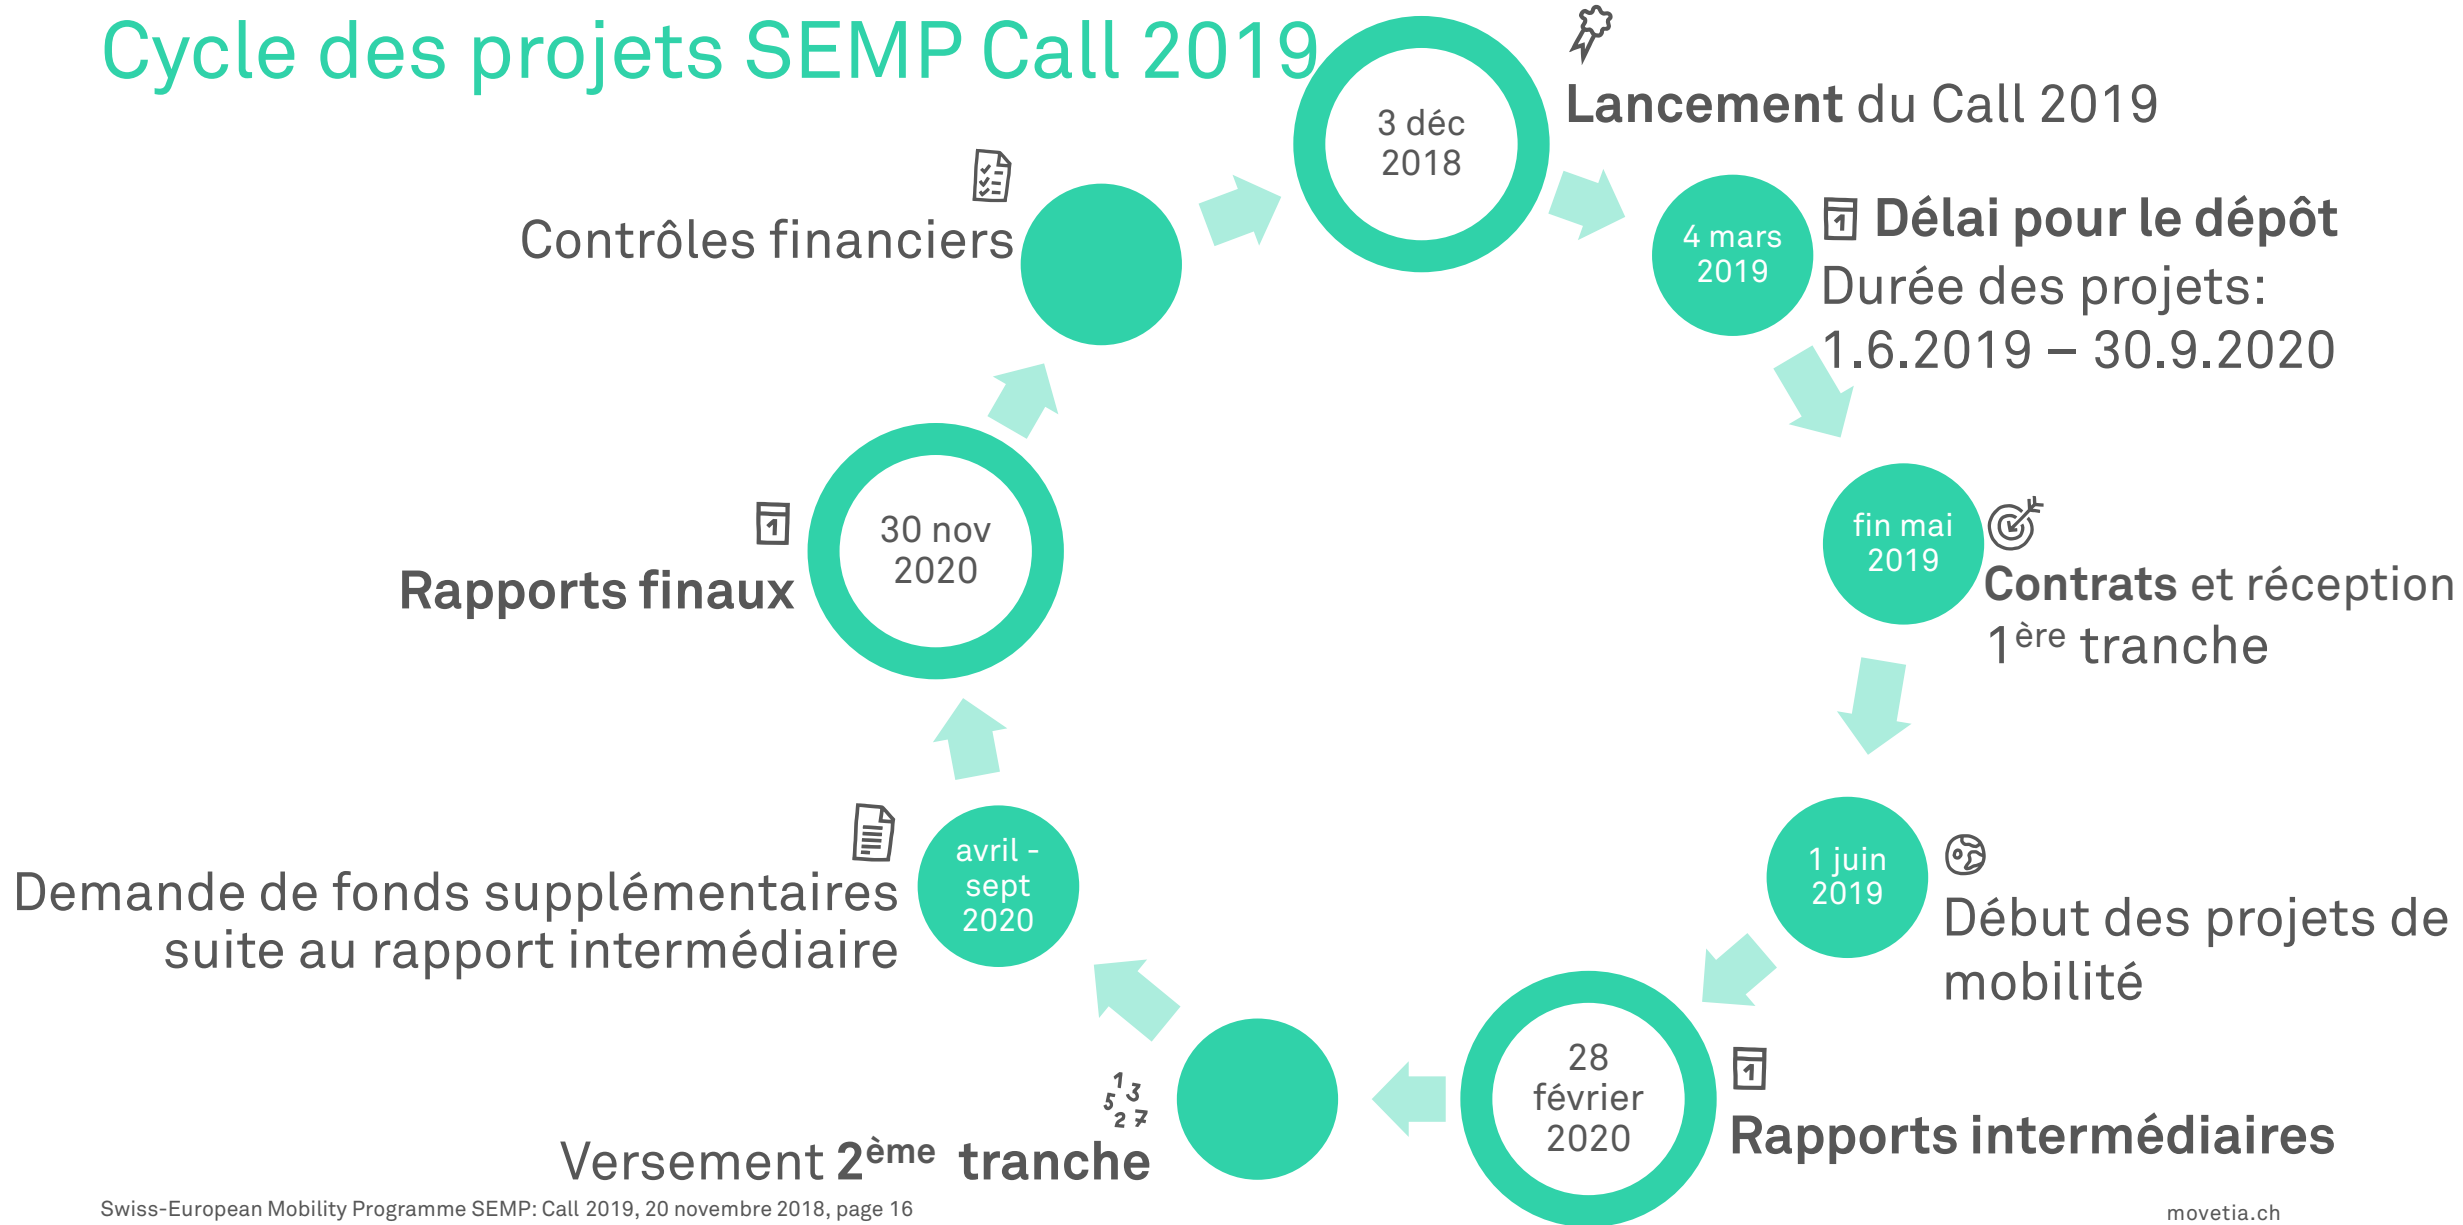 Cycle des projets SEMP Call 2019
3 déc
2018
Lancement du Call 2019
4 mars
2019
1 Délai pour le dépôt
Durée des projets:
1.6.2019 – 30.9.2020
fin mai
2019
Contrats et réception
1ère tranche
1 juin
2019
Début des projets de
mobilité
28
février
2020
1
Rapports intermédiaires
1 3
5
2 7
Versement 2ème tranche
avril -
sept
2020
Demande de fonds supplémentaires
suite au rapport intermédiaire
30 nov
2020
1
Rapports finaux
Contrôles financiers
Swiss-European Mobility Programme SEMP: Call 2019, 20 novembre 2018, page 16
movetia.ch